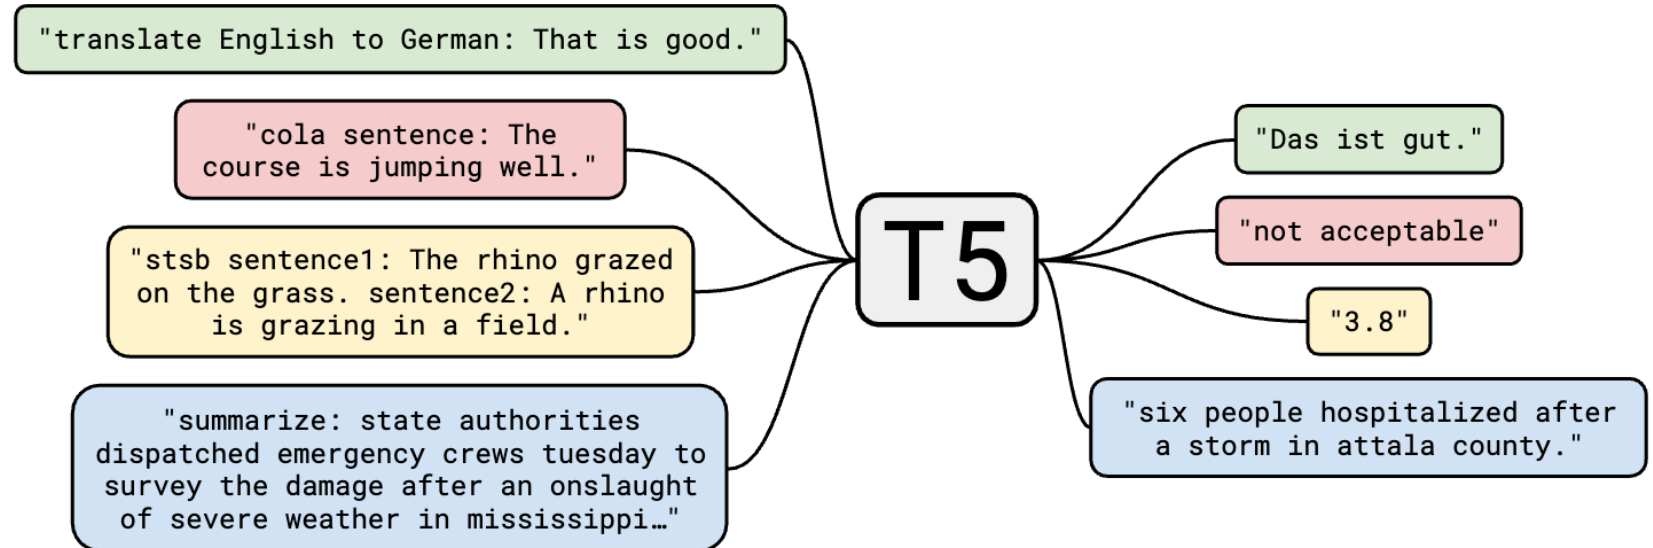 "translate English to German: That is good."
"cola sentence: The
course is jumping well."
"stsb sentence1: The rhino grazed
on the grass. sentence2: A rhino
is grazing in a field."
"summarize: state authorities
dispatched emergency crews tuesday to
survey the damage after an onslaught
of severe weather in mississippi…"
T5
"Das ist gut."
"not acceptable"
"3.8"
"six people hospitalized after
a storm in attala county."